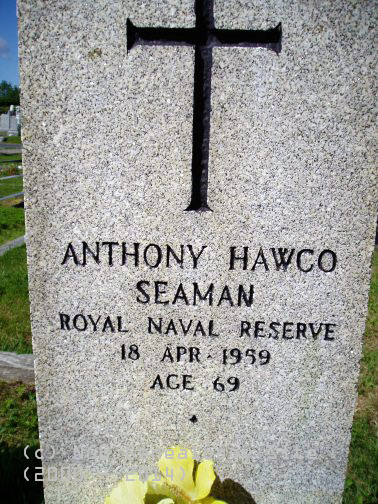 ANTHONY HAWCO
SEAMAN
ROYAL NAVAL RESERVE
18 APR. 1959
AGE 69
(c)